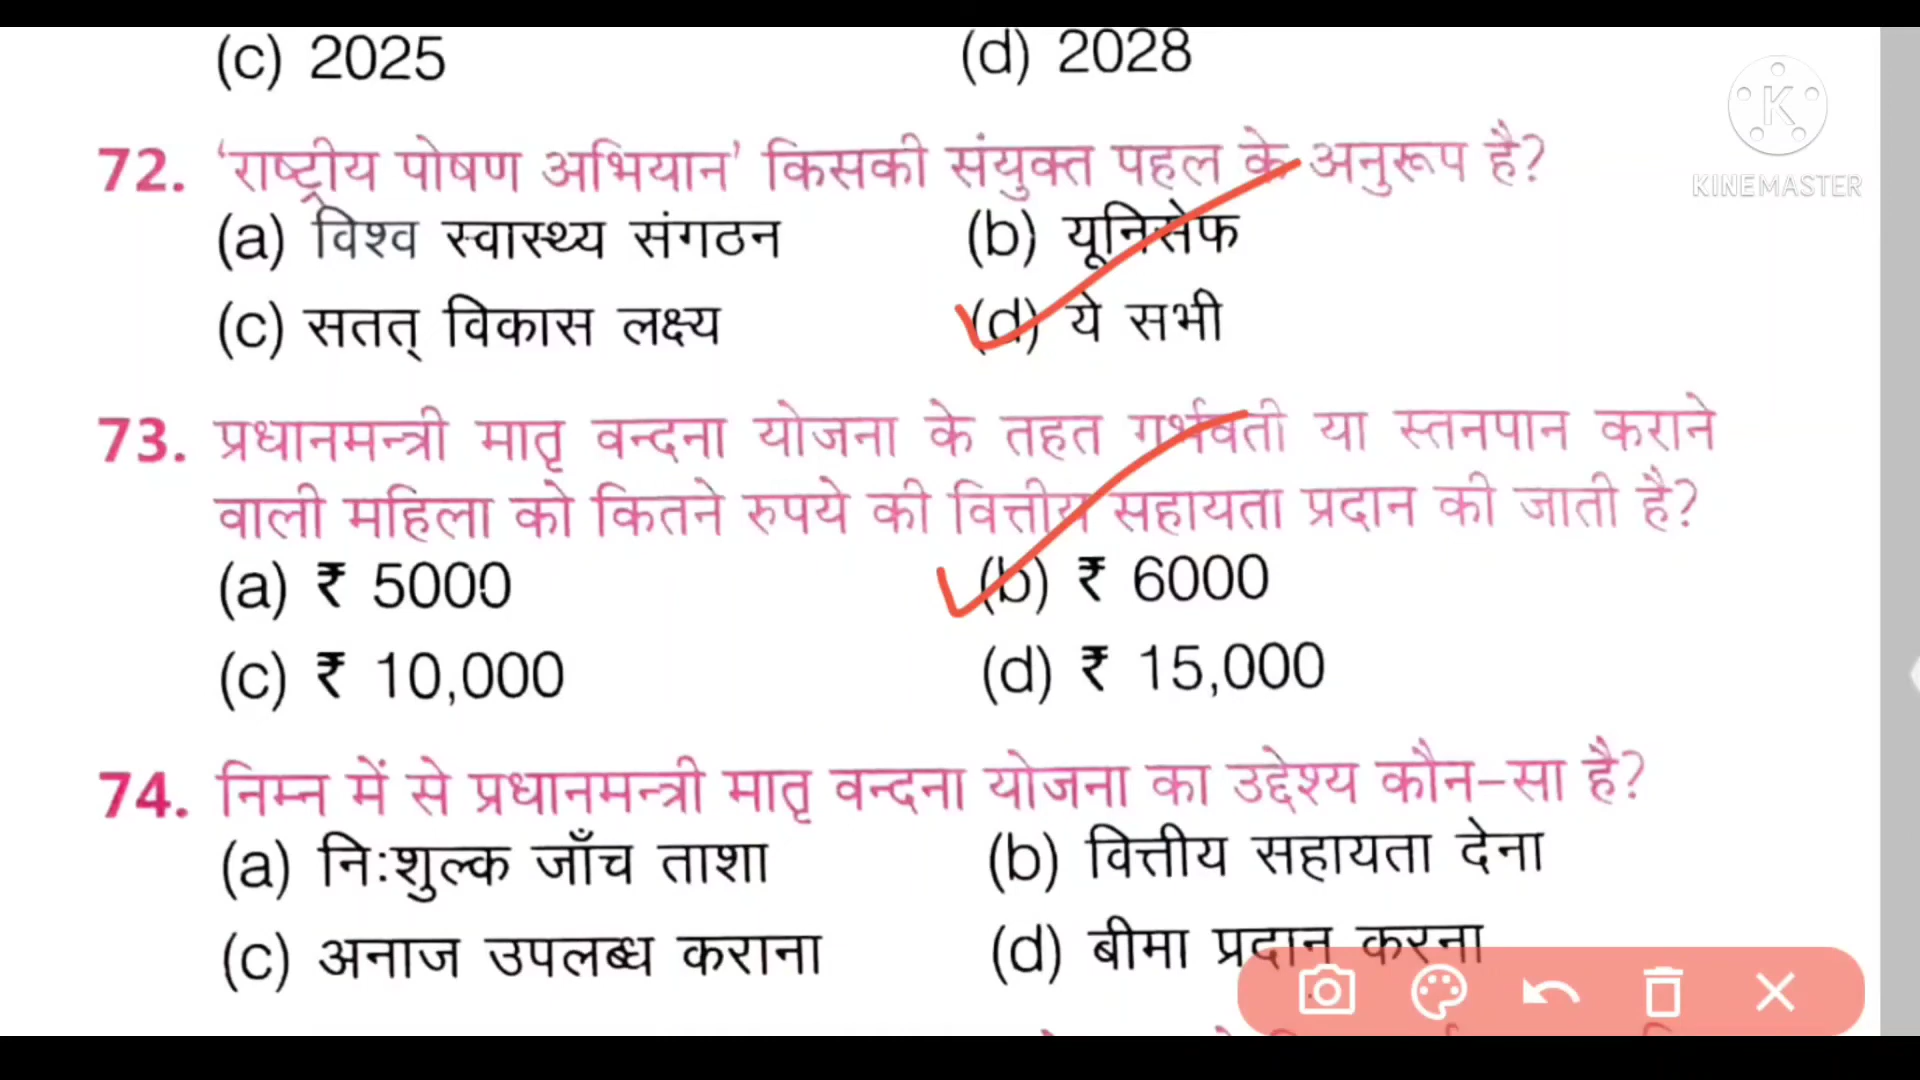 (c) 2025 (d) 2028
KINEMASTER
72. 'राष्ट्रीय पोषण अभियान' किसकी संयुक्त पहल के अनुरूप है?
(a) विश्व स्वास्थ्य संगठन (b) यूनिसेफ
(c) सतत् विकास लक्ष्य (d) ये सभी
73. प्रधानमन्त्री मातृ वन्दना योजना के तहत गर्भवती या स्तनपान कराने
वाली महिला को कितने रुपये की वित्तीय सहायता प्रदान की जाती है?
(a) ₹ 5000 (b) ₹ 6000
(c) ₹ 10,000 (d) ₹ 15,000
74. निम्न में से प्रधानमन्त्री मातृ वन्दना योजना का उद्देश्य कौन-सा है?
(a) निःशुल्क जाँच ताशा (b) वित्तीय सहायता देना
(c) अनाज उपलब्ध कराना (d) बीमा प्रदान करना